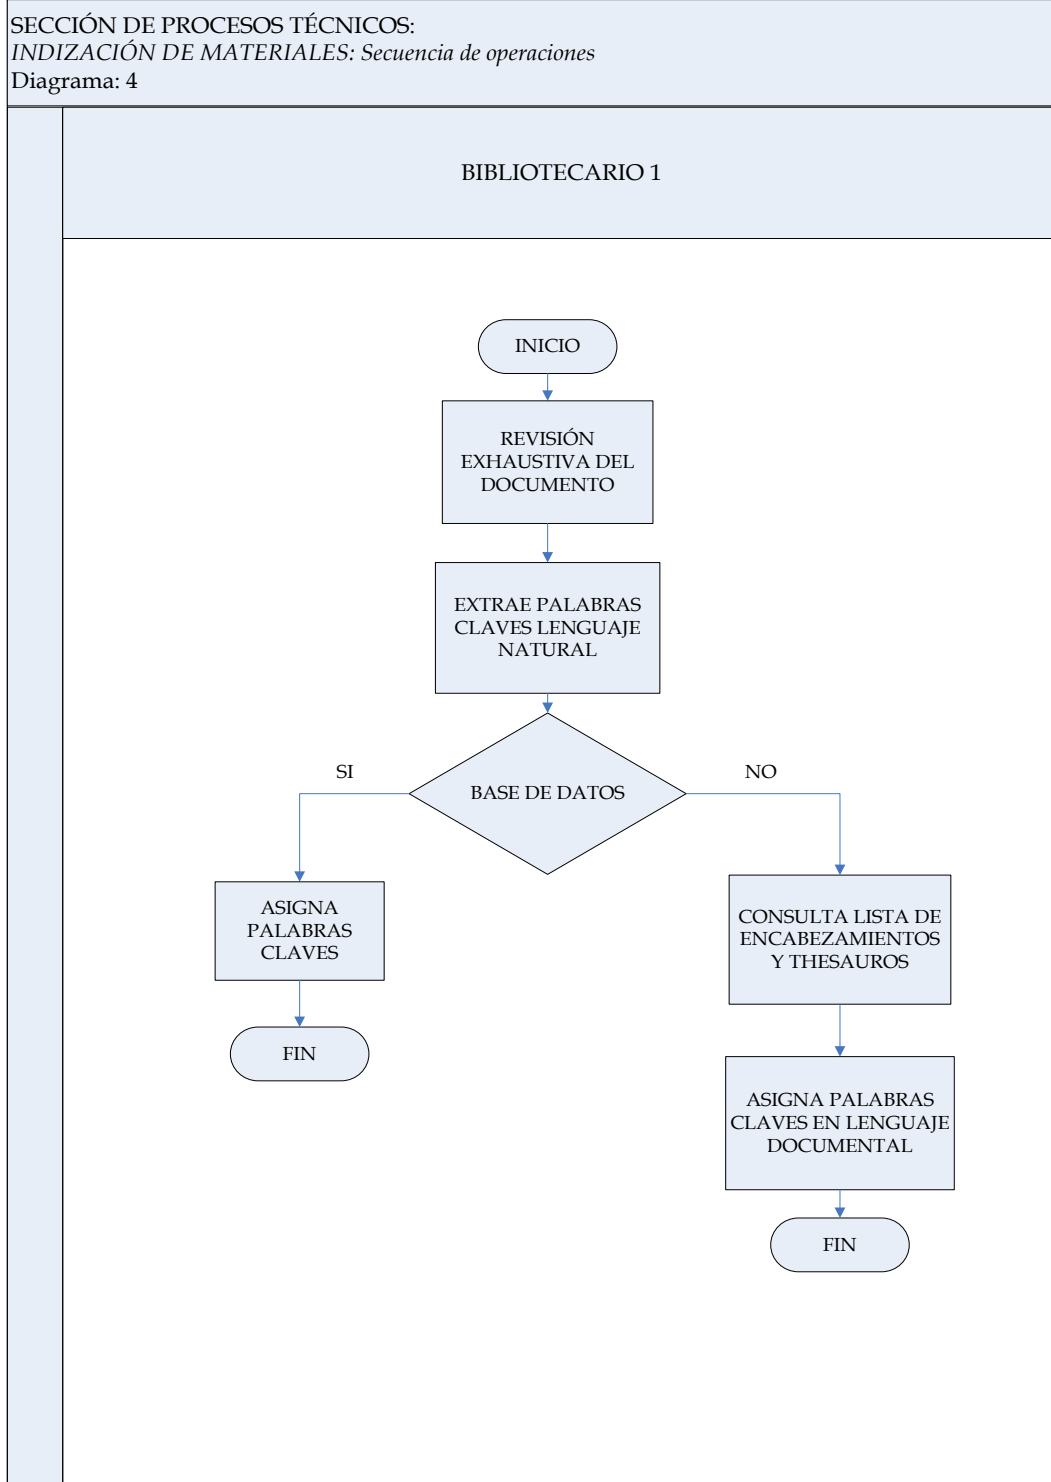 SECCIÓN DE PROCESOS TÉCNICOS:
INDIZACIÓN DE MATERIALES: Secuencia de operaciones
Diagrama: 4
BIBLIOTECARIO 1
INICIO
REVISIÓN
EXHAUSTIVA DEL
DOCUMENTO
EXTRAE PALABRAS
CLAVES LENGUAJE
NATURAL
BASE DE DATOS
SI
NO
ASIGNA
PALABRAS
CLAVES
FIN
CONSULTA LISTA DE
ENCABEZAMIENTOS
Y THESAUROS
ASIGNA PALABRAS
CLAVES EN LENGUAJE
DOCUMENTAL
FIN